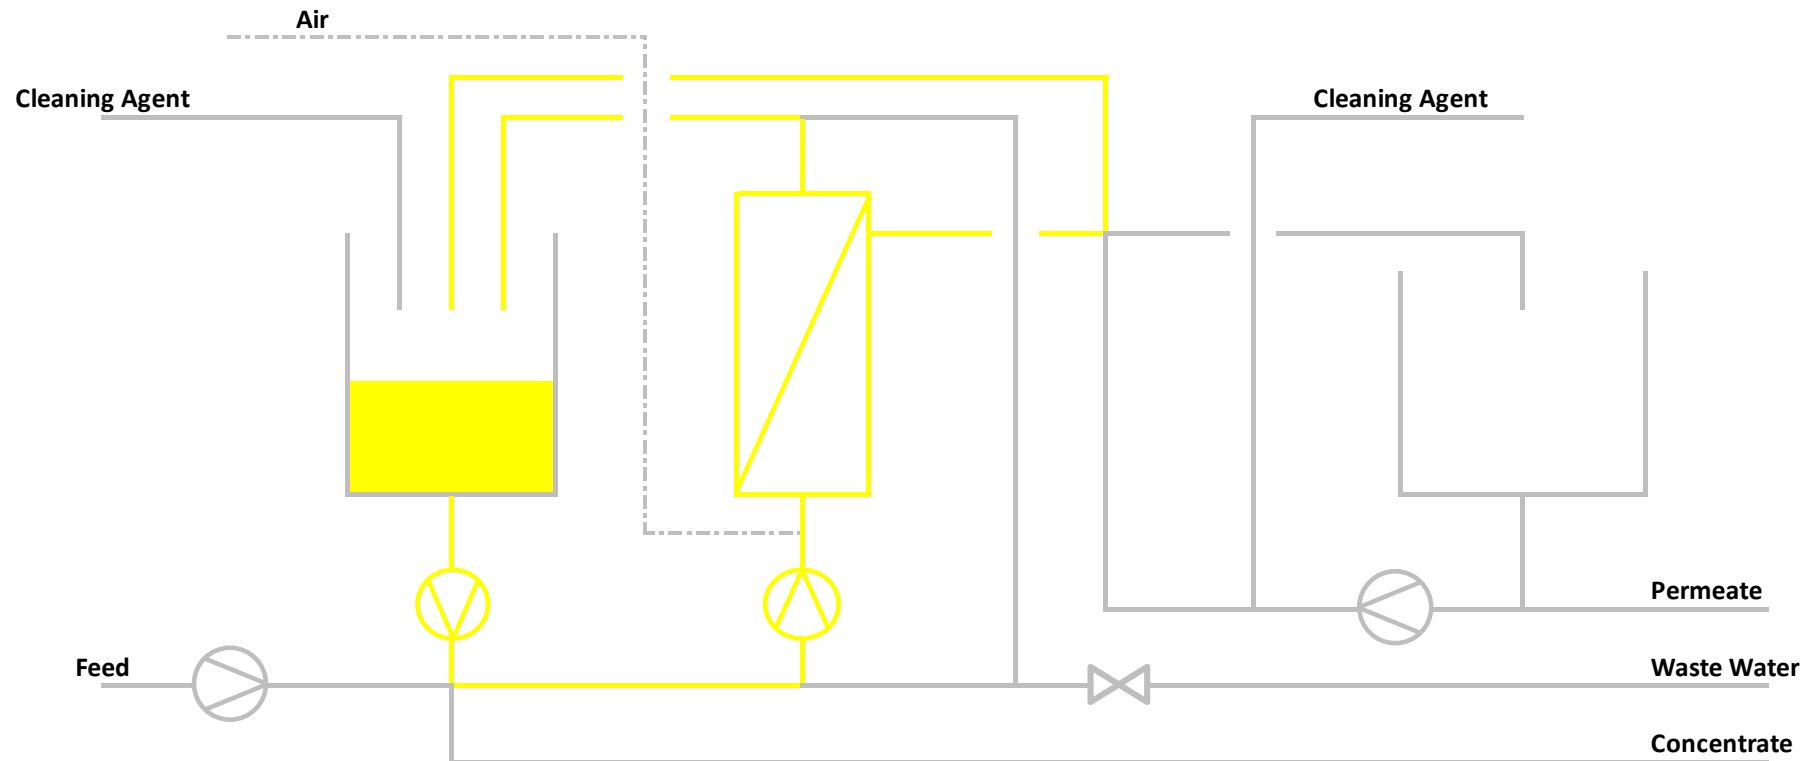 Air
Cleaning Agent
Cleaning Agent
Permeate
Feed
Waste Water
Concentrate